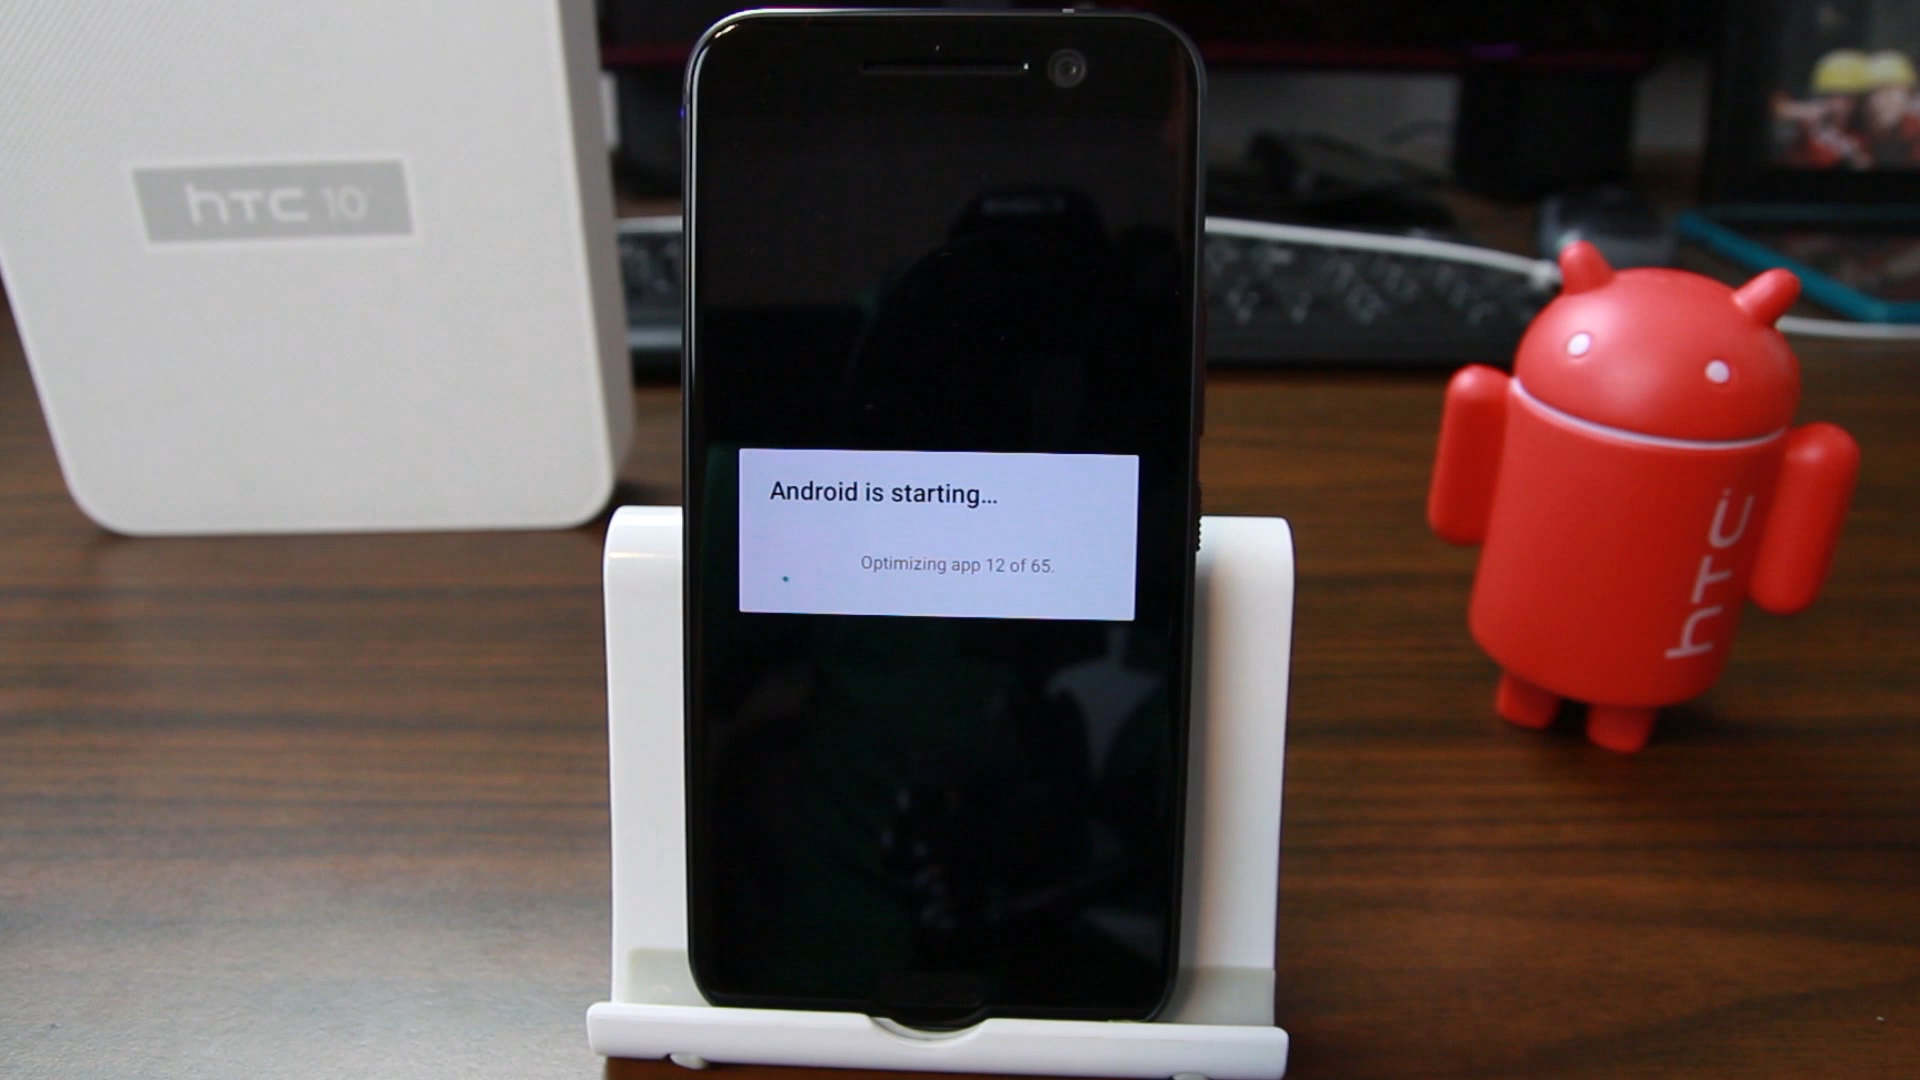 hTC 10
Android is starting...
Optimizing app 12 of 65.
hTC